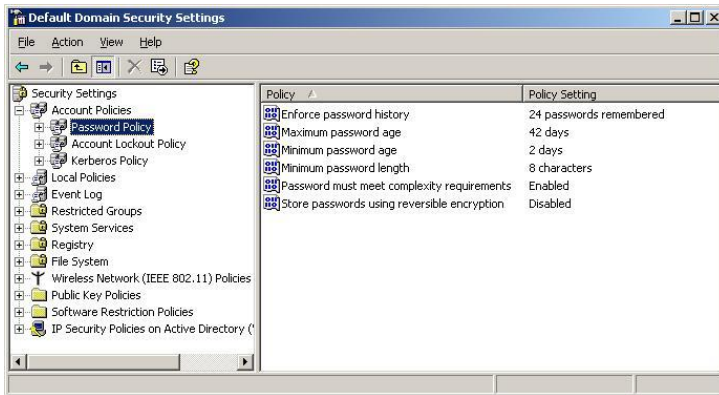 Default Domain Security Settings
File Action View Help
Security Settings
Account Policies
Password Policy
Account Lockout Policy
Kerberos Policy
Local Policies
Event Log
Restricted Groups
System Services
Registry
File System
Wireless Network (IEEE 802.11) Policies
Public Key Policies
Software Restriction Policies
IP Security Policies on Active Directory ('
Policy Policy Setting
Enforce password history 24 passwords remembered
Maximum password age 42 days
Minimum password age 2 days
Minimum password length 8 characters
Password must meet complexity requirements Enabled
Store passwords using reversible encryption Disabled